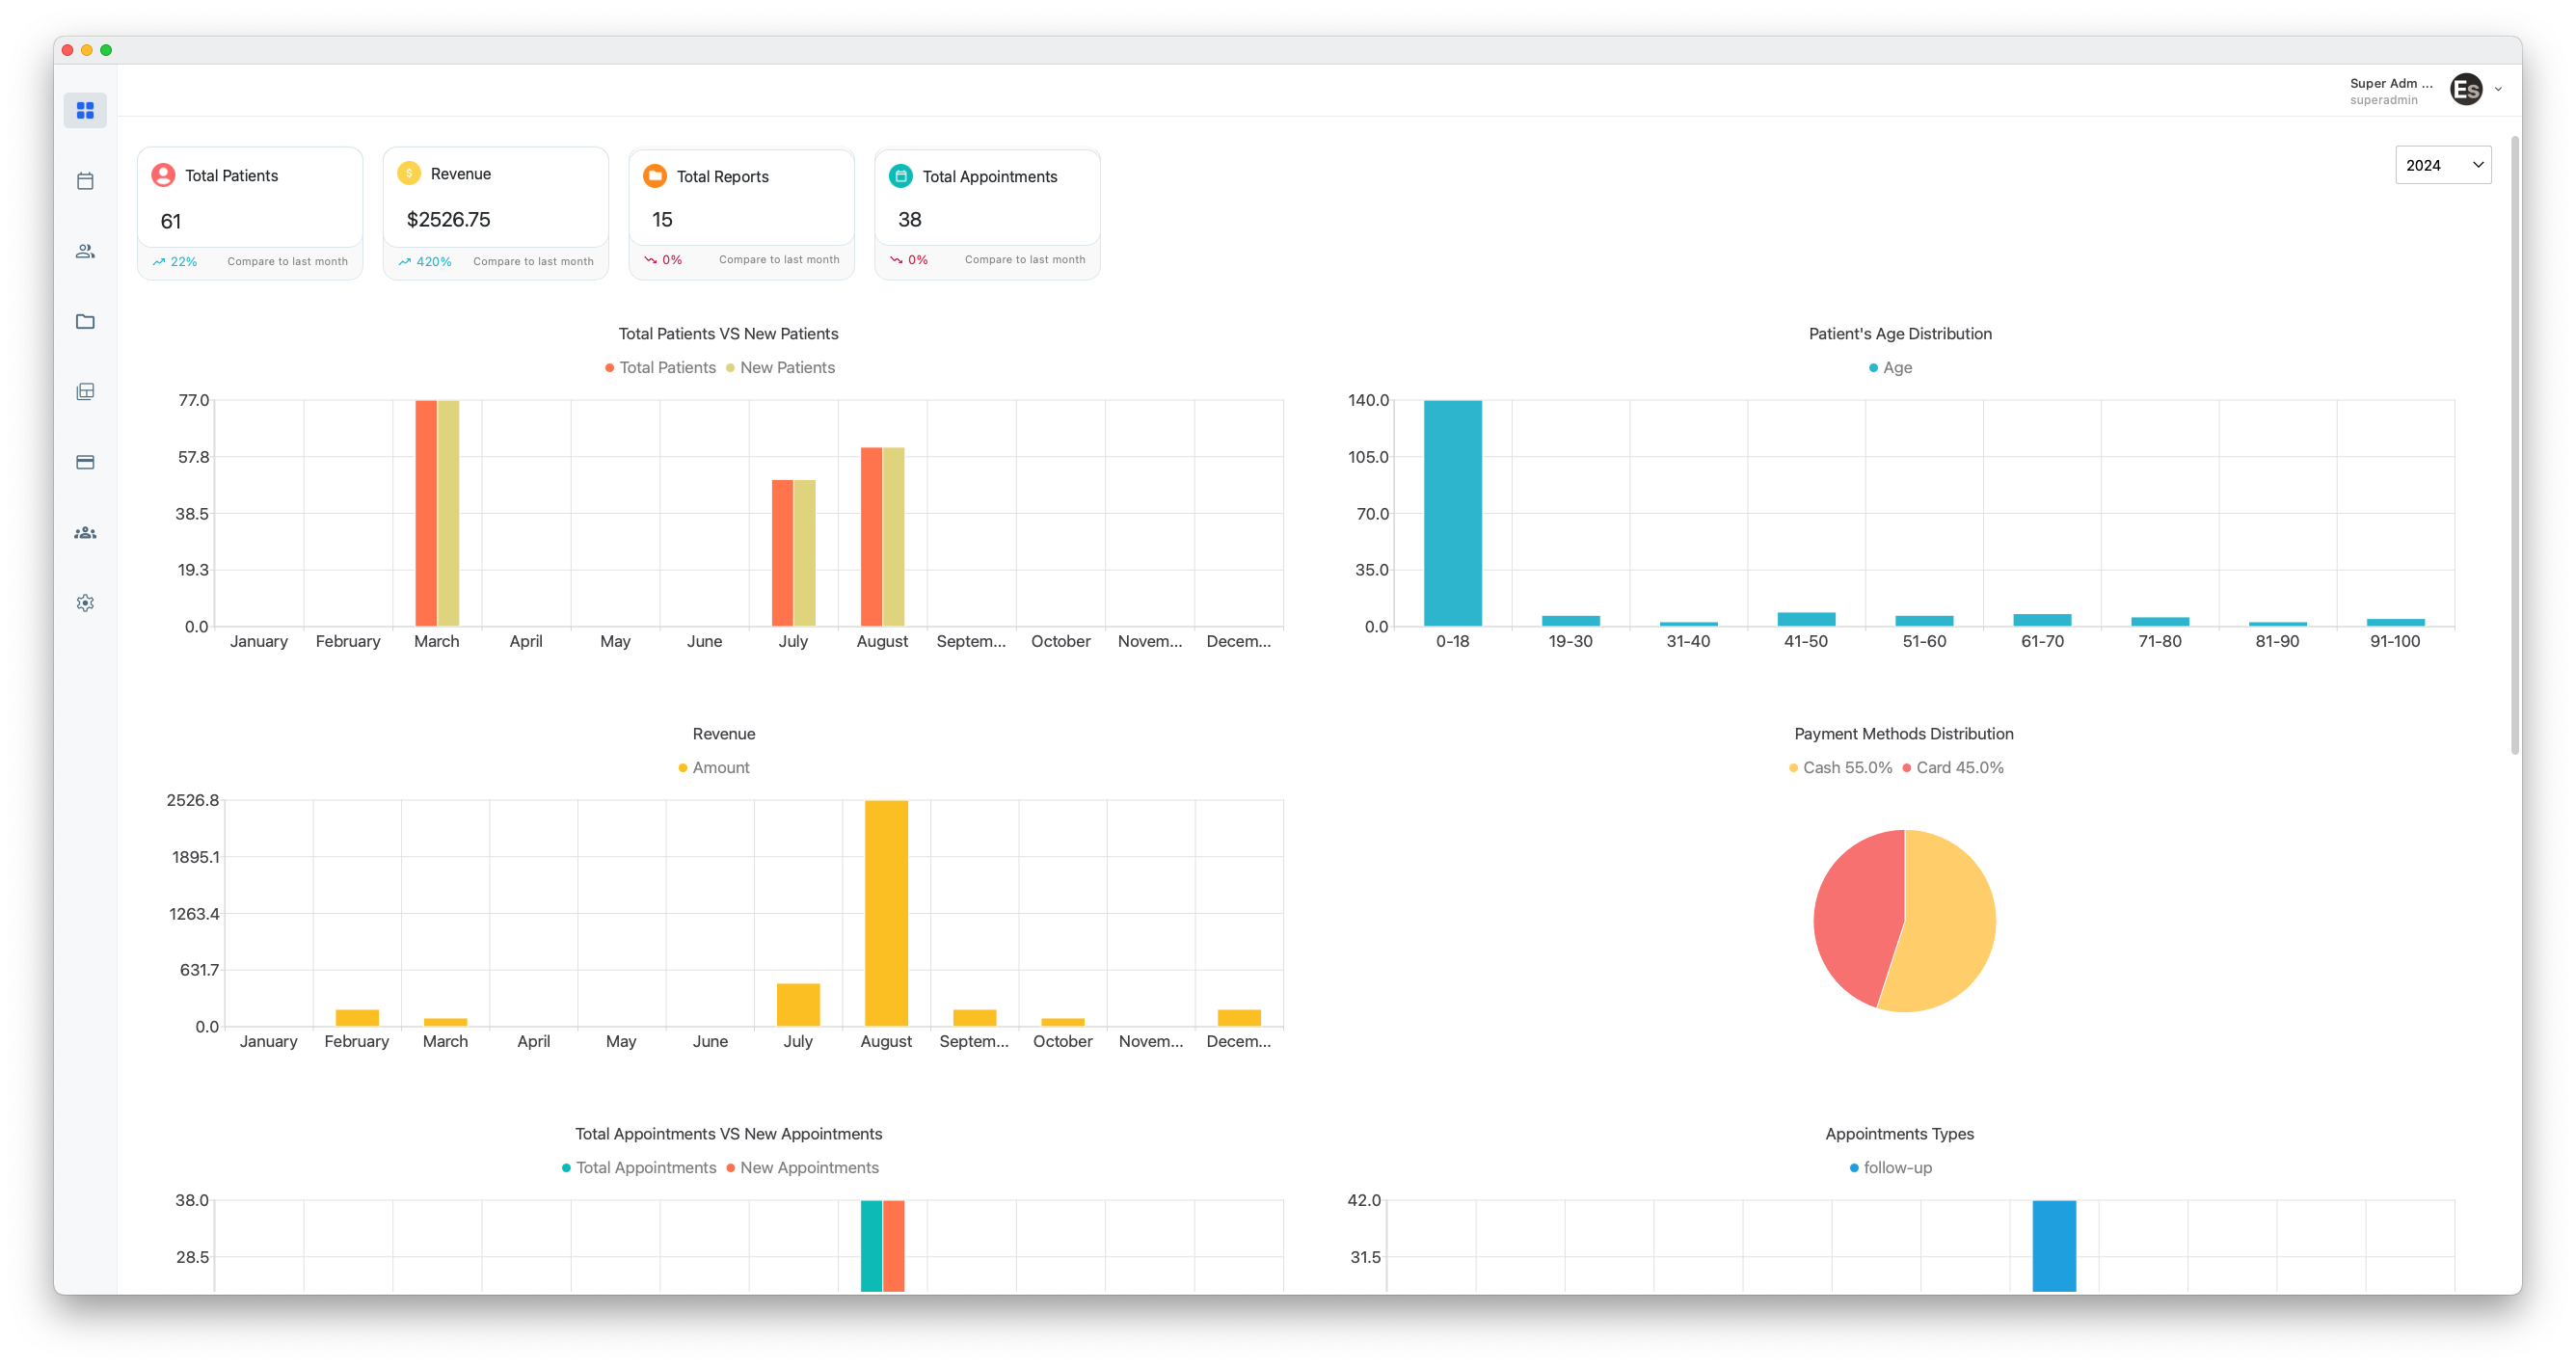 Super Adm ...
superadmin
Es
Total Patients
61
22%
Compare to last month
Revenue
$2526.75
420%
Compare to last month
Total Reports
15
0%
Compare to last month
Total Appointments
38
0%
Compare to last month
2024
Total Patients VS New Patients
Total Patients New Patients
77.0
57.8
38.5
19.3
0.0
January February March April May June July August Septem... October Novem... Decem...
Patient's Age Distribution
Age
140.0
105.0
70.0
35.0
0.0
0-18 19-30 31-40 41-50 51-60 61-70 71-80 81-90 91-100
Revenue
Amount
2526.8
1895.1
1263.4
631.7
0.0
January February March April May June July August Septem... October Novem... Decem...
Payment Methods Distribution
Cash 55.0% Card 45.0%
Total Appointments VS New Appointments
Total Appointments New Appointments
38.0
28.5
Appointments Types
follow-up
42.0
31.5